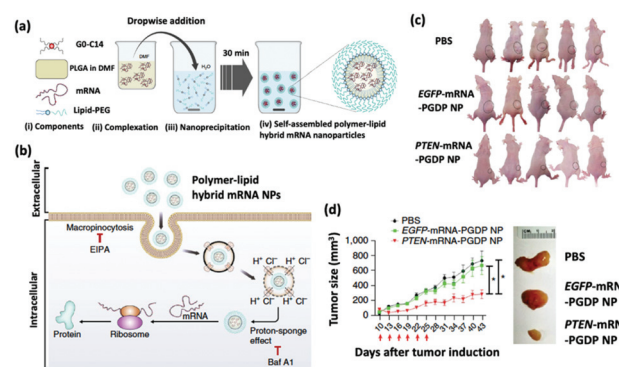 (a)
Dropwise addition
G0-C14
PLGA in DMF
mRNA
Lipid-PEG
DMF
H₂O
30 min
(i) Components
(ii) Complexation
(iii) Nanoprecipitation
(iv) Self-assembled polymer-lipid
hybrid mRNA nanoparticles
(b)
Extracellular
Intracellular
Polymer-lipid
hybrid mRNA NPs
Macropinocytosis
EIPA
H⁺ Cl⁻
H⁺ Cl⁻
H⁺ Cl⁻
H⁺ Cl⁻
mRNA
Protein
Ribosome
Proton-sponge
effect
Baf A1
(c)
PBS
EGFP-mRNA
-PGDP NP
PTEN-mRNA
-PGDP NP
(d)
PBS
EGFP-mRNA-PGDP NP
PTEN-mRNA-PGDP NP
Tumor size (mm³)
1,000
800
600
400
200
0
* *
10 13 16 19 22 25 28 31 34 37 40 43
Days after tumor induction
PBS
EGFP-mRN
-PGDP NP
PTEN-mRN
-PGDP NP